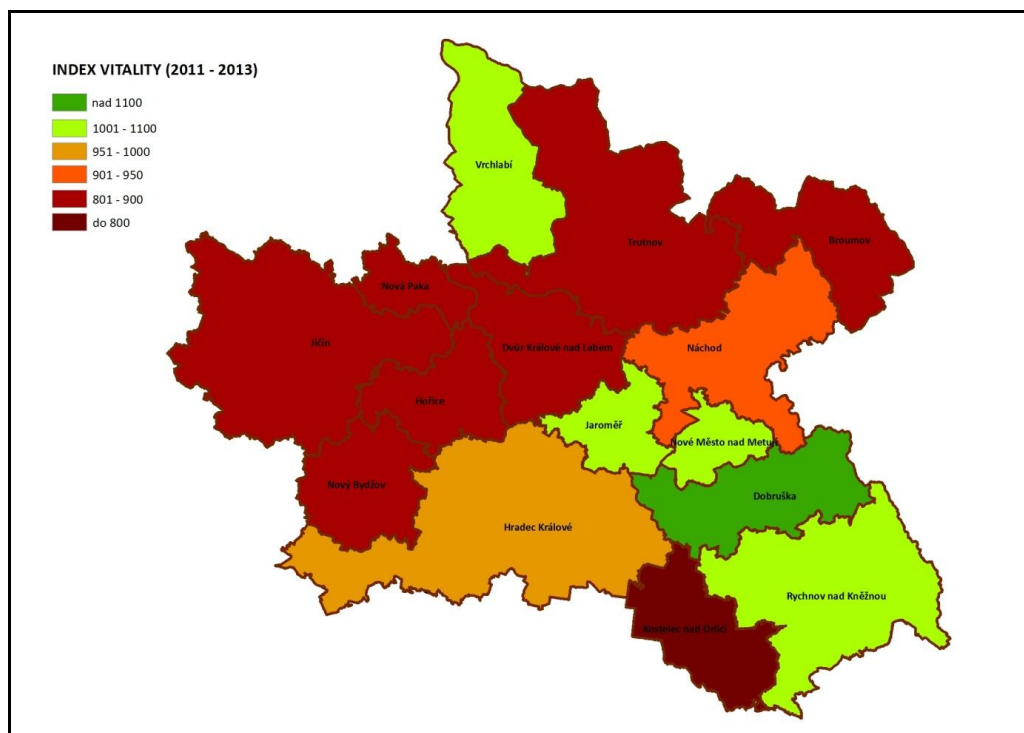 INDEX VITALITY (2011 - 2013)
nad 1100
1001 - 1100
951 - 1000
901 - 950
801 - 900
do 800
Vrchlabí
Trutnov
Broumov
Nová Paka
Jičín
Dvůr Králové nad Labem
Náchod
Hořice
Jaroměř
Nové Město nad Metují
Nový Bydžov
Dobruška
Hradec Králové
Rychnov nad Kněžnou
Kostelec nad Orlicí